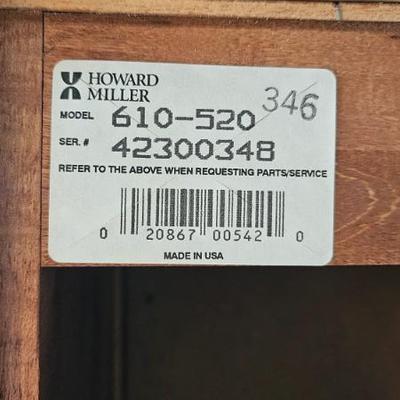 HOWARD
MILLER
346
MODEL 610-520
SER. # 42300348
REFER TO THE ABOVE WHEN REQUESTING PARTS/SERVICE
0 20867 00542 0
MADE IN USA